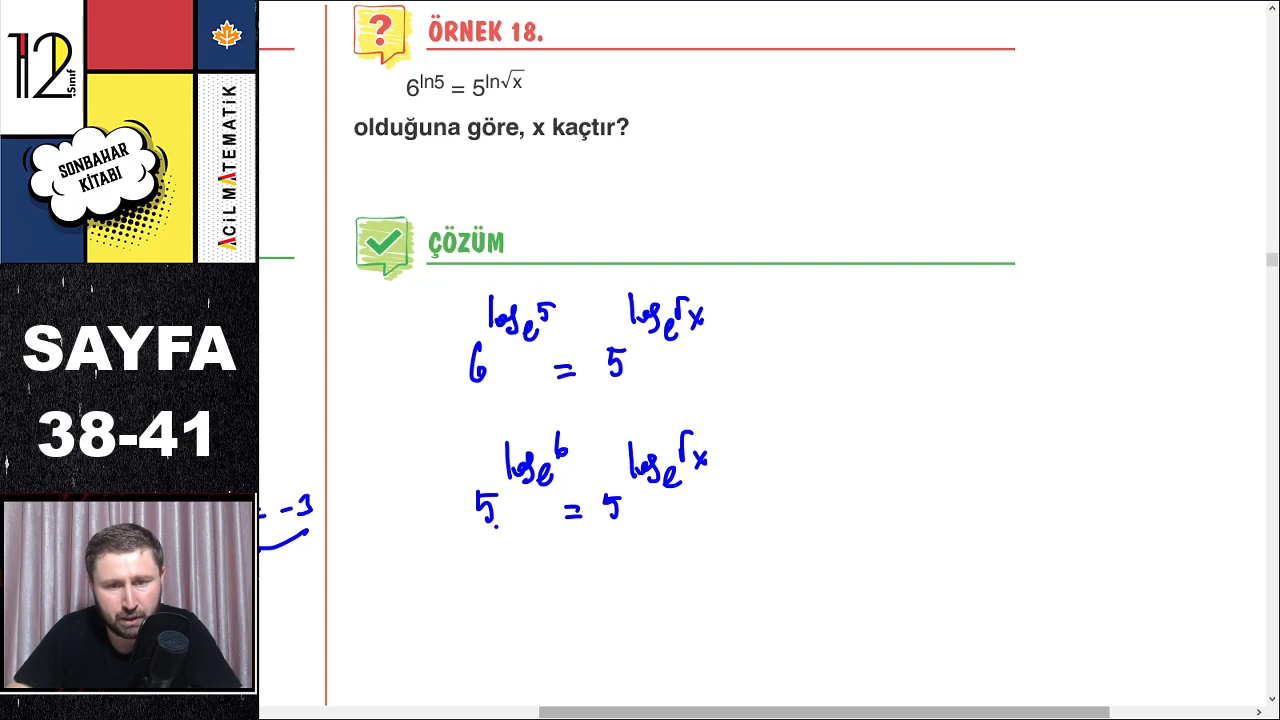 12
.Sınıf
SONBAHAR
KİTABI
ACİLMATEMATİK
SAYFA
38-41
? ÖRNEK 18.
6^ln5 = 5^ln√x
olduğuna göre, x kaçtır?
ÇÖZÜM
6^log_e 5 = 5^log_e √x
5^log_e 6 = 5^log_e √x
= -3